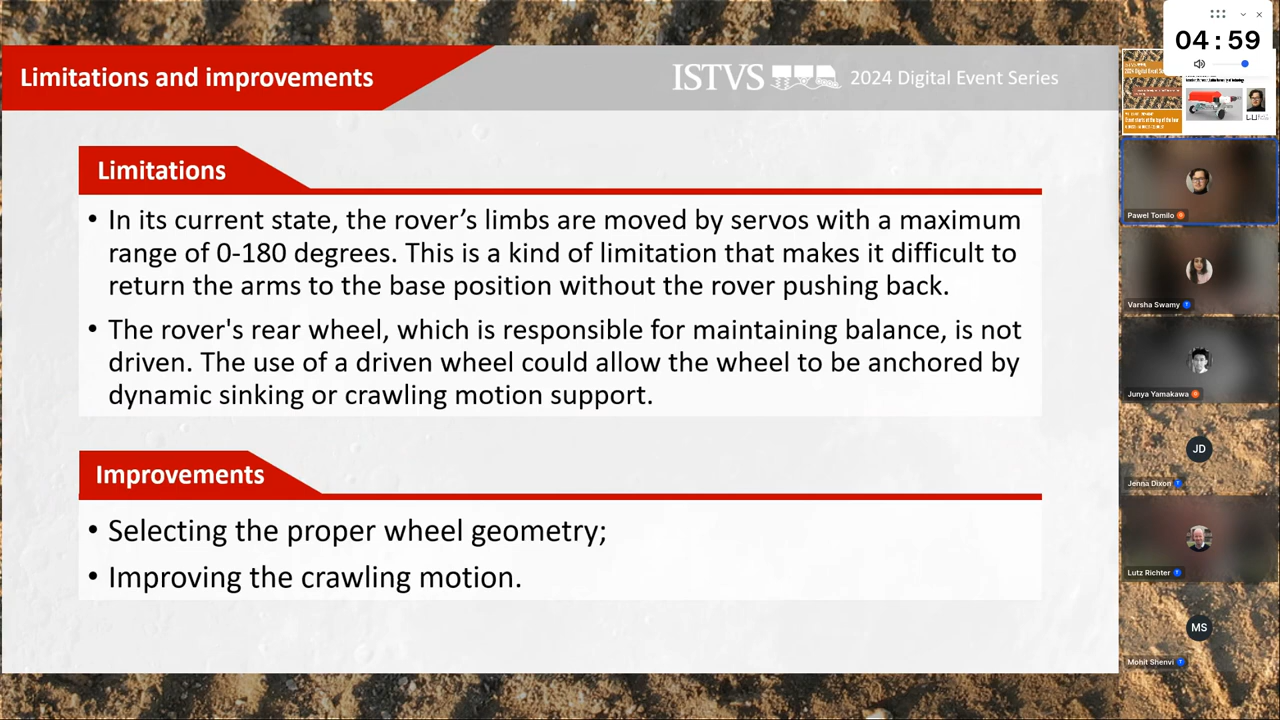 04:59
Limitations and improvements
ISTVS 2024 Digital Event Series
Limitations
• In its current state, the rover’s limbs are moved by servos with a maximum
range of 0-180 degrees. This is a kind of limitation that makes it difficult to
return the arms to the base position without the rover pushing back.
• The rover's rear wheel, which is responsible for maintaining balance, is not
driven. The use of a driven wheel could allow the wheel to be anchored by
dynamic sinking or crawling motion support.
Improvements
• Selecting the proper wheel geometry;
• Improving the crawling motion.
Pawel Tomilo
Varsha Swamy
Junya Yamakawa
JD
Jenna Dixon
Lutz Richter
MS
Mohit Shenvi